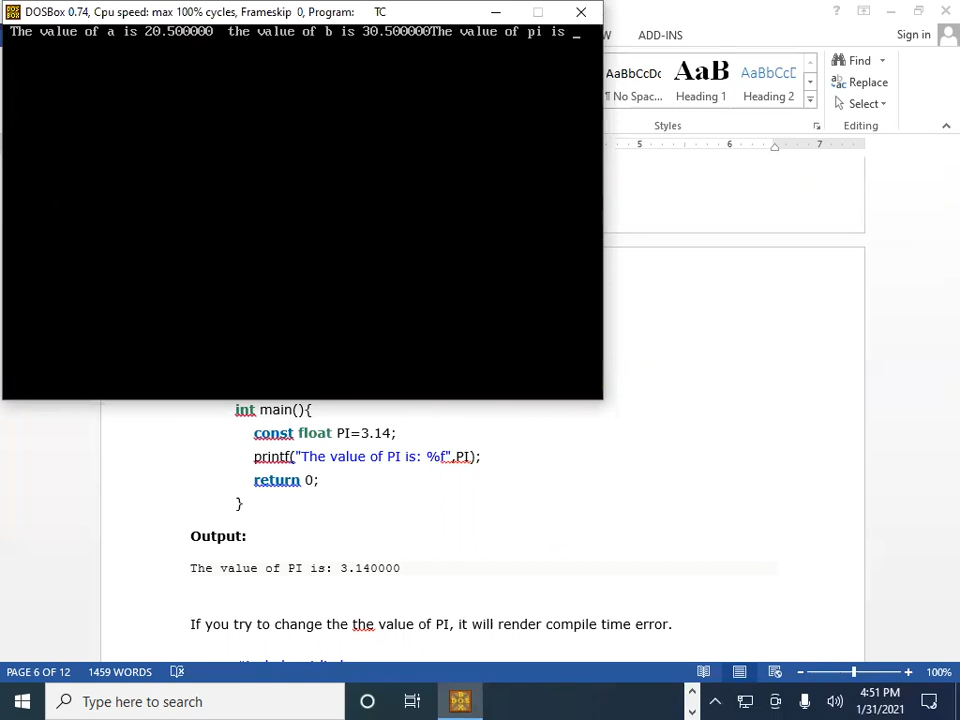 DOSBox 0.74, Cpu speed: max 100% cycles, Frameskip 0, Program: TC
The value of a is 20.500000 the value of b is 30.500000The value of pi is _
W ADD-INS Sign in
AaBbCcDc AaB AaBbCcD
¶ No Spac... Heading 1 Heading 2
Styles
Find
Replace
Select
Editing
5 6 7
int main(){
const float PI=3.14;
printf("The value of PI is: %f",PI);
return 0;
}
Output:
The value of PI is: 3.140000
If you try to change the the value of PI, it will render compile time error.
PAGE 6 OF 12 1459 WORDS 100%
Type here to search
4:51 PM
1/31/2021